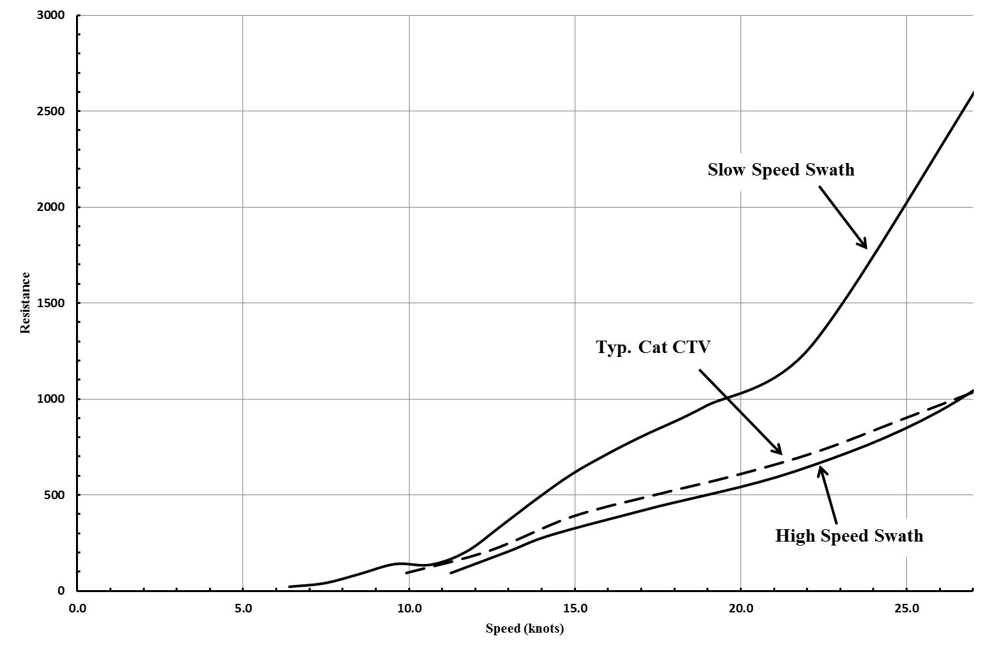 3000
2500
Slow Speed Swath
2000
1500
Resistance
Typ. Cat CTV
1000
High Speed Swath
500
0
0.0 5.0 10.0 15.0 20.0 25.0
Speed (knots)